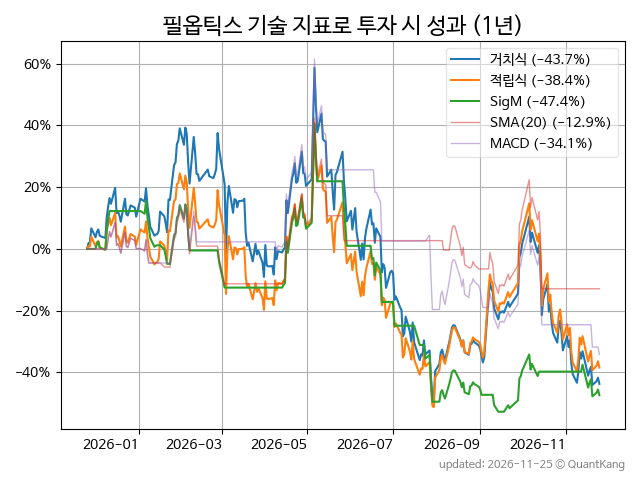 필옵틱스 기술 지표로 투자 시 성과 (1년)
거치식 (−43.7%)
적립식 (−38.4%)
SigM (−47.4%)
SMA(20) (−12.9%)
MACD (−34.1%)
60%
40%
20%
0%
−20%
−40%
2026-01
2026-03
2026-05
2026-07
2026-09
2026-11
updated: 2026-11-25 © QuantKang